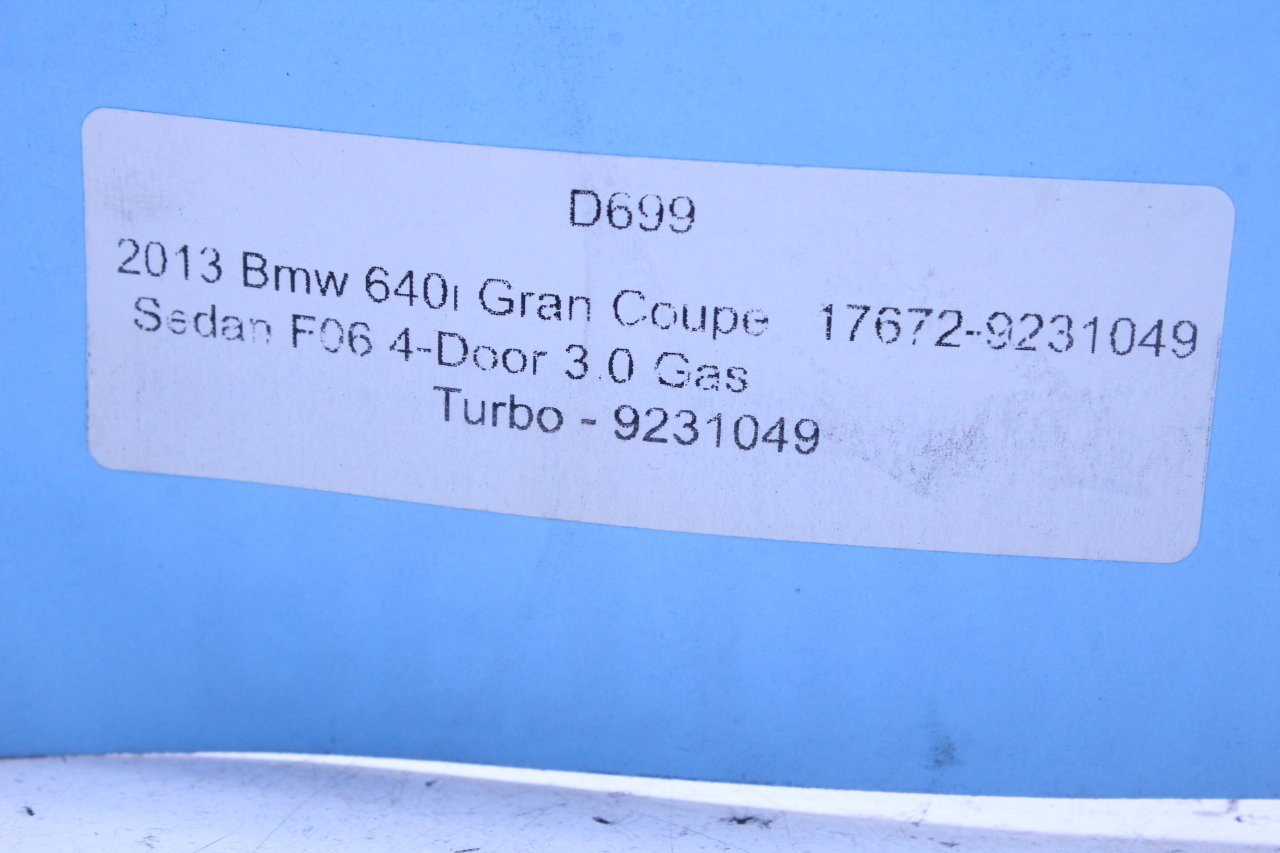 D699
2013 Bmw 640i Gran Coupe 17672-9231049
Sedan F06 4-Door 3.0 Gas
Turbo - 9231049